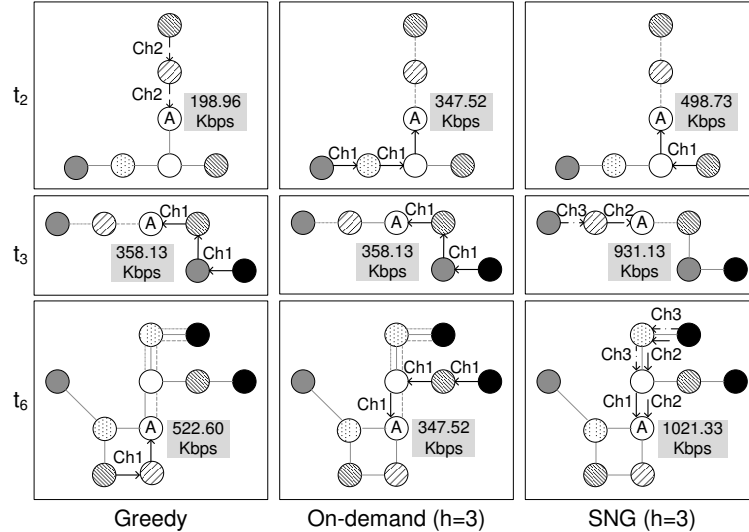 t2
Ch2
Ch2
A
198.96
Kbps
Ch1
Ch1
A
347.52
Kbps
A
498.73
Kbps
Ch1
t3
A
Ch1
358.13
Kbps
Ch1
A
Ch1
358.13
Kbps
Ch1
Ch3
Ch2
A
931.13
Kbps
t6
A
522.60
Kbps
Ch1
Ch1
Ch1
Ch1
A
347.52
Kbps
Ch3
Ch3
Ch2
Ch1
Ch2
A
1021.33
Kbps
Greedy
On-demand (h=3)
SNG (h=3)